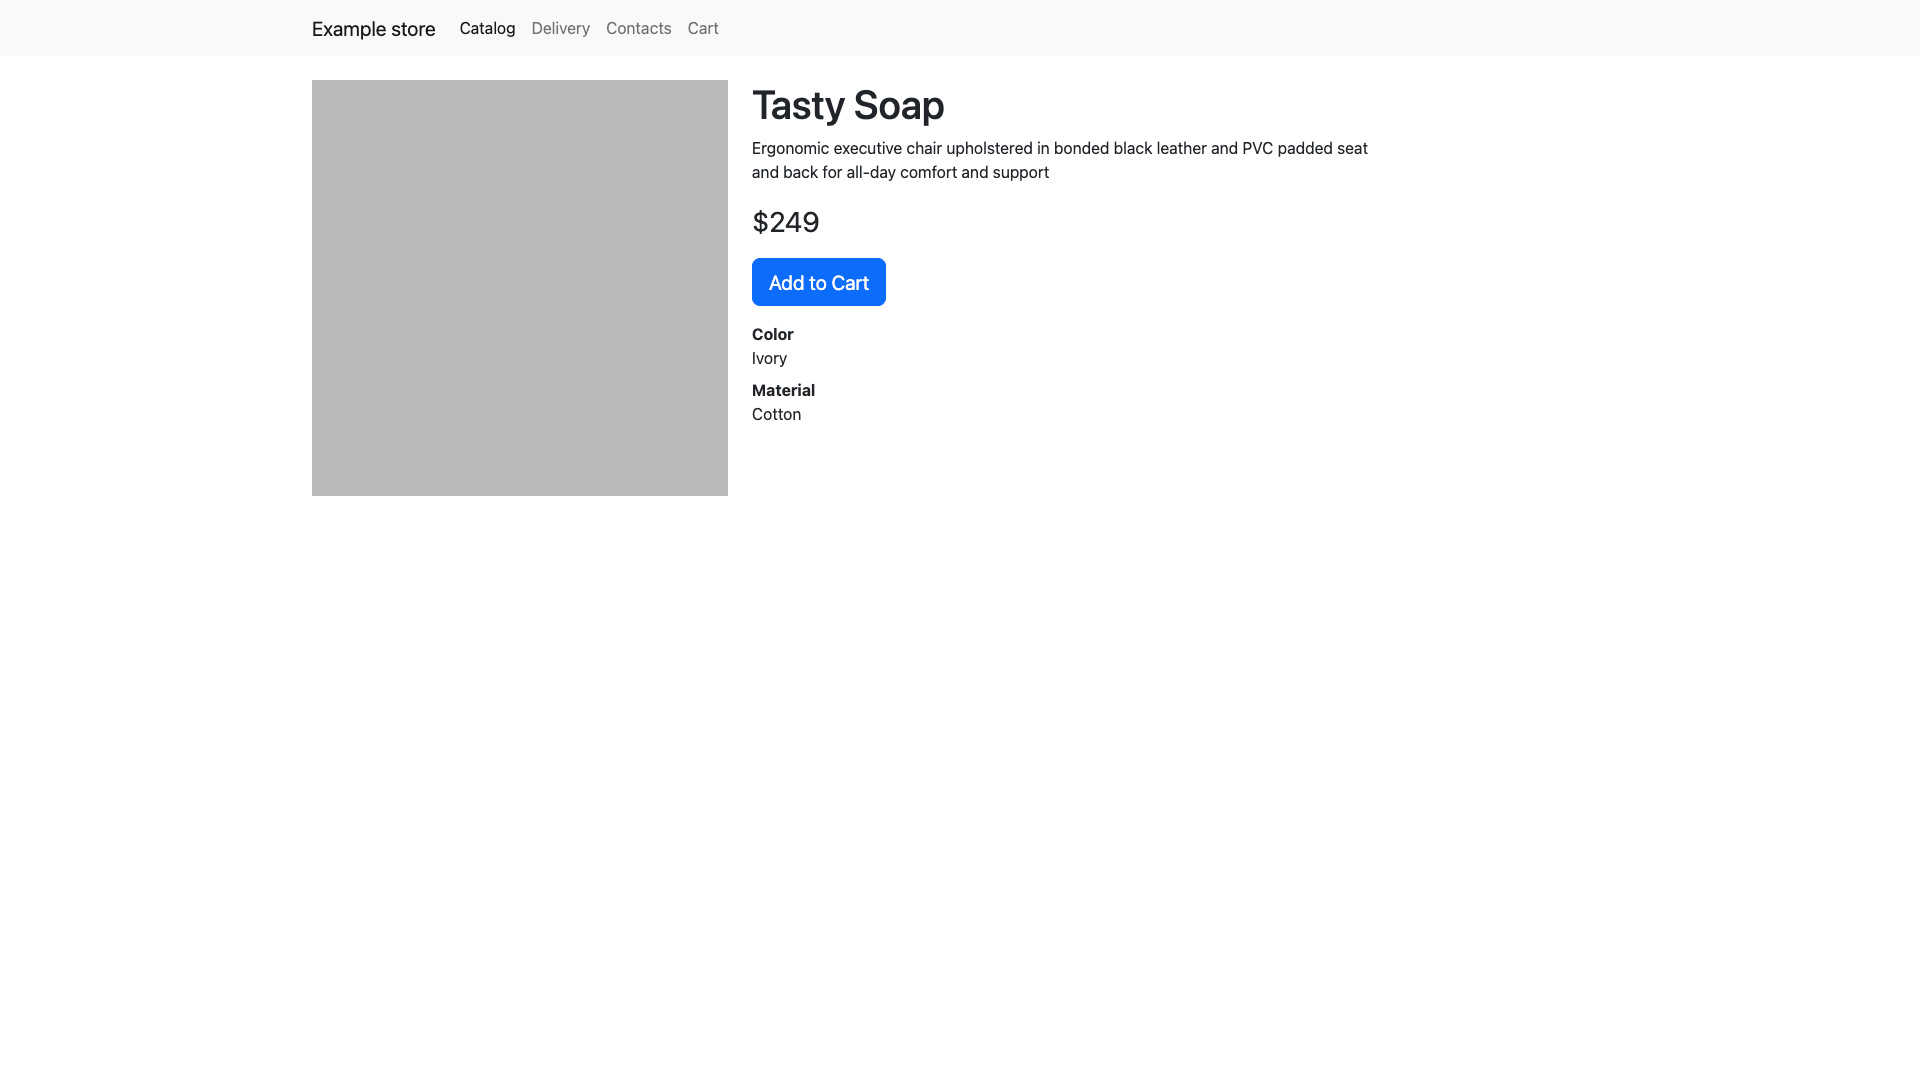 Example store Catalog Delivery Contacts Cart
Tasty Soap
Ergonomic executive chair upholstered in bonded black leather and PVC padded seat
and back for all-day comfort and support
$249
Add to Cart
Color
Ivory
Material
Cotton